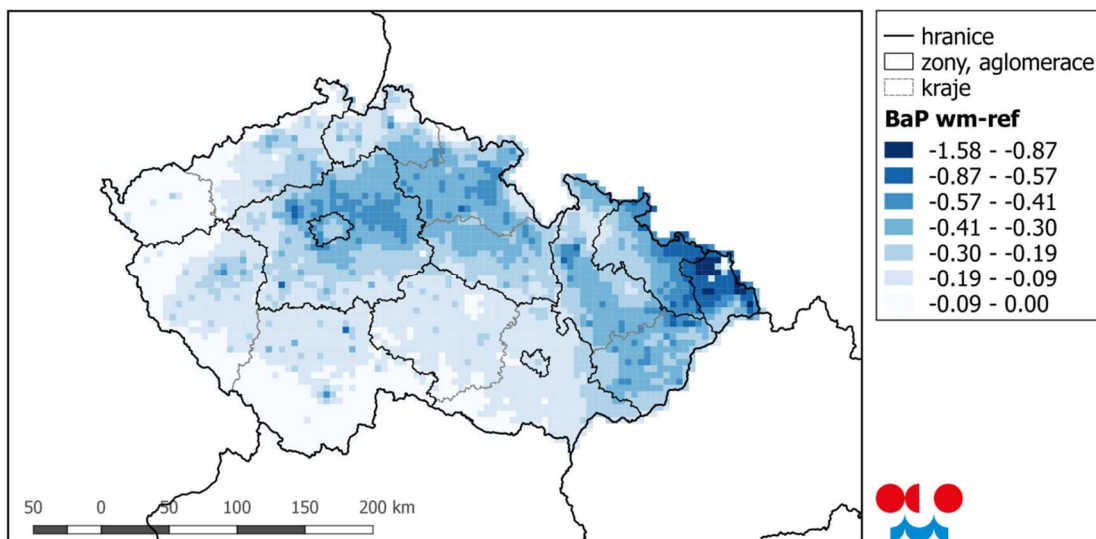 hranice
zony, aglomerace
kraje
BaP wm-ref
-1.58 - -0.87
-0.87 - -0.57
-0.57 - -0.41
-0.41 - -0.30
-0.30 - -0.19
-0.19 - -0.09
-0.09 - 0.00
50 0 50 100 150 200 km